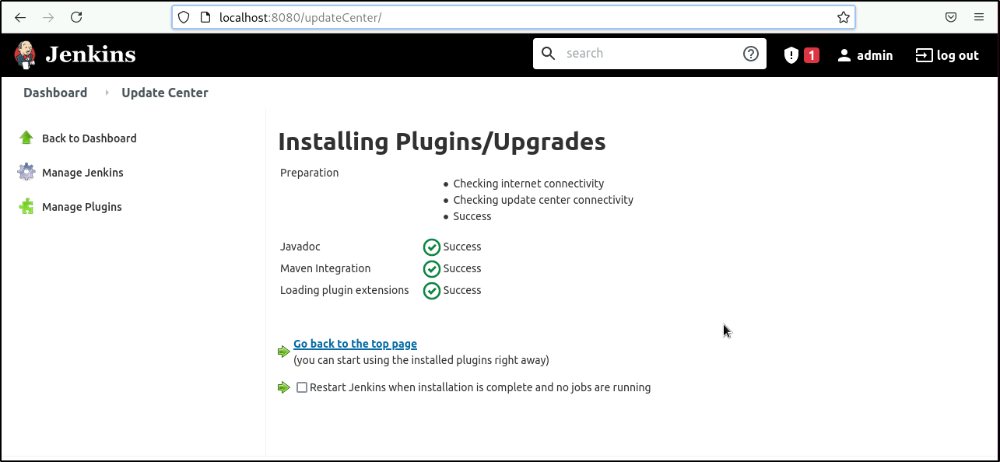 localhost:8080/updateCenter/
Jenkins
search
1
admin
log out
Dashboard
Update Center
Back to Dashboard
Manage Jenkins
Manage Plugins
Installing Plugins/Upgrades
Preparation
Checking internet connectivity
Checking update center connectivity
Success
Javadoc Success
Maven Integration Success
Loading plugin extensions Success
Go back to the top page
(you can start using the installed plugins right away)
Restart Jenkins when installation is complete and no jobs are running